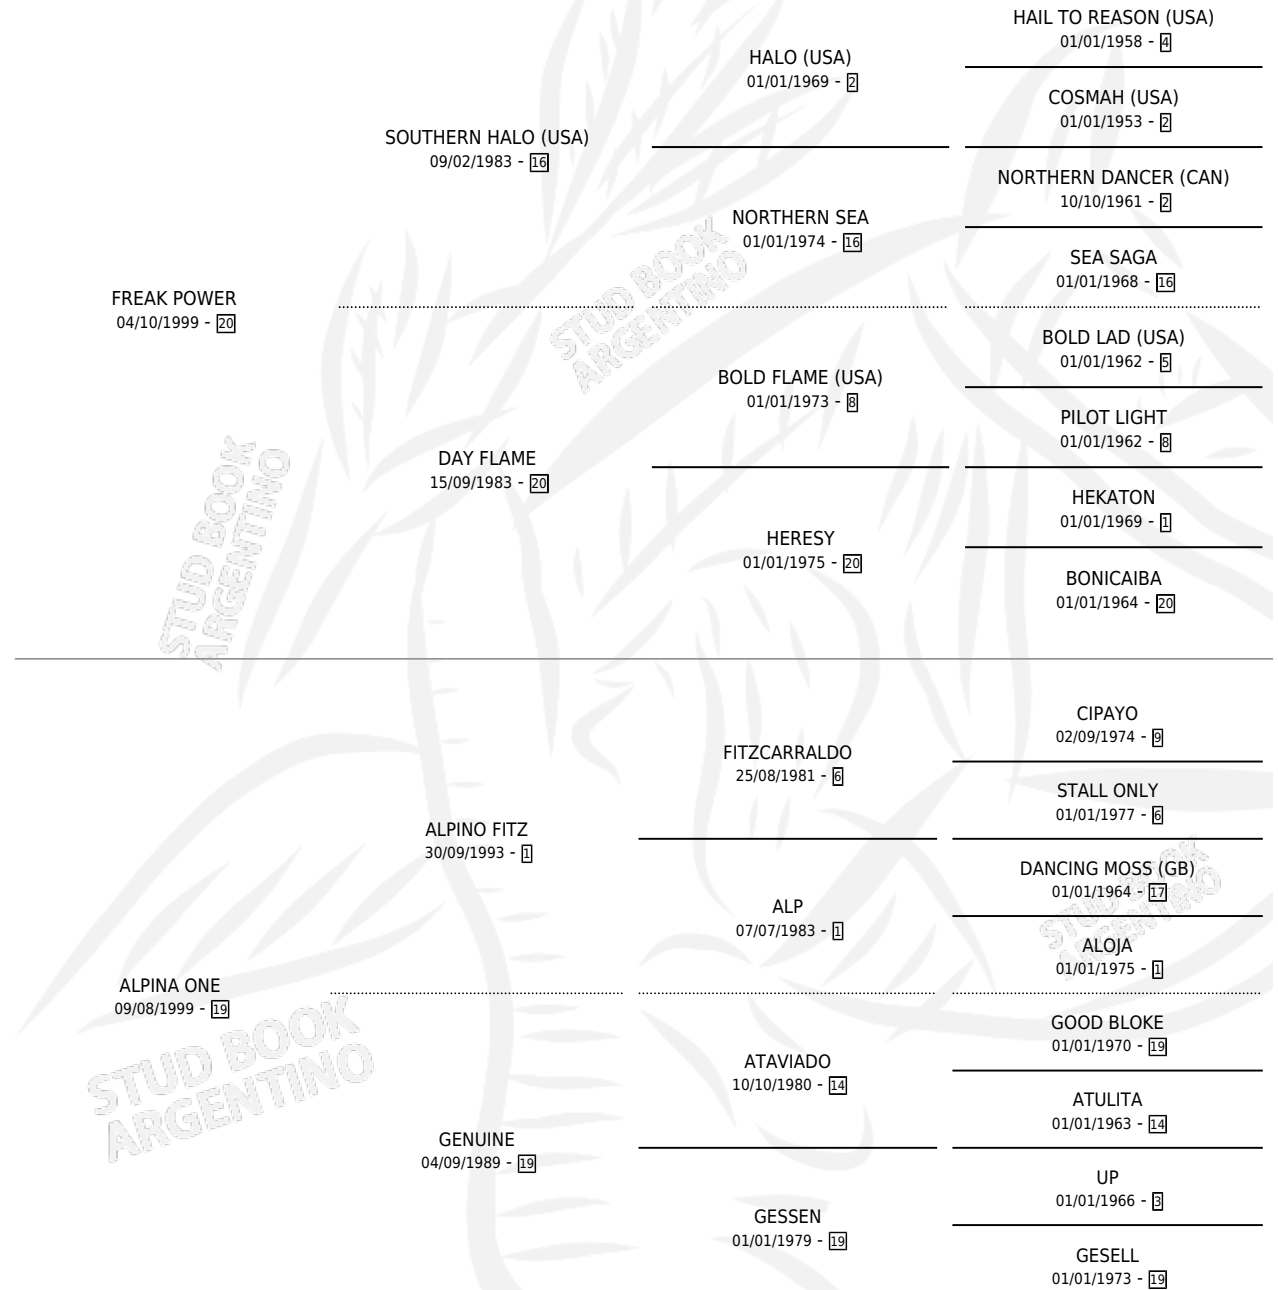 HAIL TO REASON (USA)
01/01/1958 - 4
HALO (USA)
01/01/1969 - 2
COSMAH (USA)
01/01/1953 - 2
SOUTHERN HALO (USA)
09/02/1983 - 16
NORTHERN DANCER (CAN)
10/10/1961 - 2
NORTHERN SEA
01/01/1974 - 16
SEA SAGA
01/01/1968 - 16
STUD BOOK
ARGENTINO
FREAK POWER
04/10/1999 - 20
BOLD LAD (USA)
01/01/1962 - 5
BOLD FLAME (USA)
01/01/1973 - 8
PILOT LIGHT
01/01/1962 - 8
DAY FLAME
15/09/1983 - 20
HEKATON
01/01/1969 - 1
HERESY
01/01/1975 - 20
BONICAIBA
01/01/1964 - 20
STUD BOOK
ARGENTINO
CIPAYO
02/09/1974 - 9
FITZCARRALDO
25/08/1981 - 6
STALL ONLY
01/01/1977 - 6
ALPINO FITZ
30/09/1993 - 1
DANCING MOSS (GB)
01/01/1964 - 17
ALP
07/07/1983 - 1
ALOJA
01/01/1975 - 1
STUD BOOK
ARGENTINO
ALPINA ONE
09/08/1999 - 19
GOOD BLOKE
01/01/1970 - 19
ATAVIADO
10/10/1980 - 14
ATULITA
01/01/1963 - 14
STUD BOOK
ARGENTINO
GENUINE
04/09/1989 - 19
UP
01/01/1966 - 3
GESSEN
01/01/1979 - 19
GESELL
01/01/1973 - 19